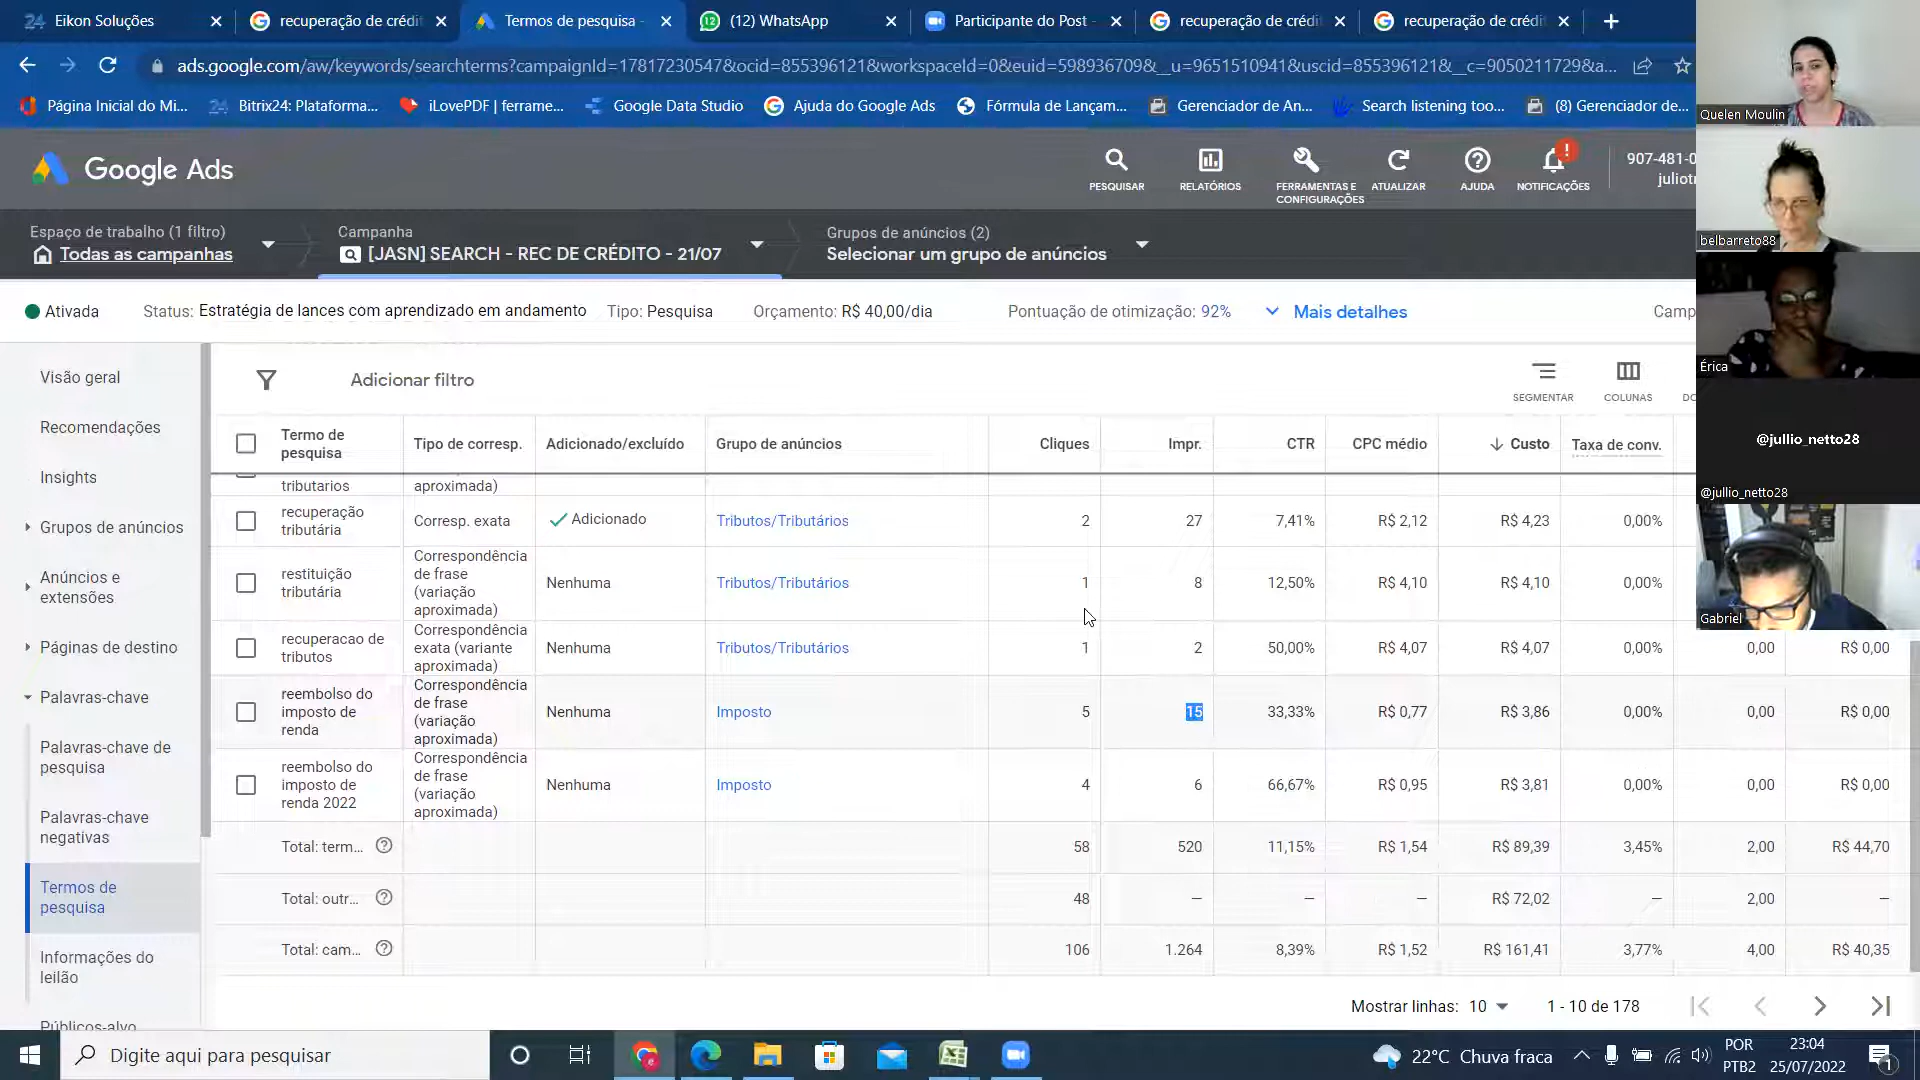 Eikon Soluções
recuperação de crédi
Termos de pesquisa -
(12) WhatsApp
Participante do Post -
recuperação de crédi
recuperação de crédi
ads.google.com/aw/keywords/searchterms?campaignId=17817230547&ocid=855396121&workspaceId=0&euid=598936709&__u=9651510941&uscid=855396121&__c=9050211729&a...
Página Inicial do Mi...
Bitrix24: Plataforma...
iLovePDF | ferrame...
Google Data Studio
Ajuda do Google Ads
Fórmula de Lançam...
Gerenciador de An...
Search listening too...
(8) Gerenciador de...
Google Ads
PESQUISAR
RELATÓRIOS
FERRAMENTAS E
CONFIGURAÇÕES
ATUALIZAR
AJUDA
NOTIFICAÇÕES
907-481-0
juliotr
Espaço de trabalho (1 filtro)
Todas as campanhas
Campanha
[JASN] SEARCH - REC DE CRÉDITO - 21/07
Grupos de anúncios (2)
Selecionar um grupo de anúncios
Ativada
Status: Estratégia de lances com aprendizado em andamento
Tipo: Pesquisa
Orçamento: R$ 40,00/dia
Pontuação de otimização: 92%
Mais detalhes
Camp
Visão geral
Recomendações
Insights
Grupos de anúncios
Anúncios e
extensões
Páginas de destino
Palavras-chave
Palavras-chave de
pesquisa
Palavras-chave
negativas
Termos de
pesquisa
Informações do
leilão
Públicos-alvo
Adicionar filtro
SEGMENTAR
COLUNAS
DO
Termo de
pesquisa
Tipo de corresp.
Adicionado/excluído
Grupo de anúncios
Cliques
Impr.
CTR
CPC médio
Custo
Taxa de conv.
tributarios
aproximada)
recuperação
tributária
Corresp. exata
Adicionado
Tributos/Tributários
2
27
7,41%
R$ 2,12
R$ 4,23
0,00%
restituição
tributária
Correspondência
de frase
(variação
aproximada)
Nenhuma
Tributos/Tributários
1
8
12,50%
R$ 4,10
R$ 4,10
0,00%
recuperacao de
tributos
Correspondência
exata (variante
aproximada)
Nenhuma
Tributos/Tributários
1
2
50,00%
R$ 4,07
R$ 4,07
0,00%
0,00
R$ 0,00
reembolso do
imposto de
renda
Correspondência
de frase
(variação
aproximada)
Nenhuma
Imposto
5
15
33,33%
R$ 0,77
R$ 3,86
0,00%
0,00
R$ 0,00
reembolso do
imposto de
renda 2022
Correspondência
de frase
(variação
aproximada)
Nenhuma
Imposto
4
6
66,67%
R$ 0,95
R$ 3,81
0,00%
0,00
R$ 0,00
Total: term...
58
520
11,15%
R$ 1,54
R$ 89,39
3,45%
2,00
R$ 44,70
Total: outr...
48
—
—
—
R$ 72,02
—
2,00
—
Total: cam...
106
1.264
8,39%
R$ 1,52
R$ 161,41
3,77%
4,00
R$ 40,35
Mostrar linhas: 10
1 - 10 de 178
Quelen Moulin
belbarreto88
Érica
@jullio_netto28
@jullio_netto28
Gabriel
Digite aqui para pesquisar
22°C Chuva fraca
POR
PTB2
23:04
25/07/2022
1